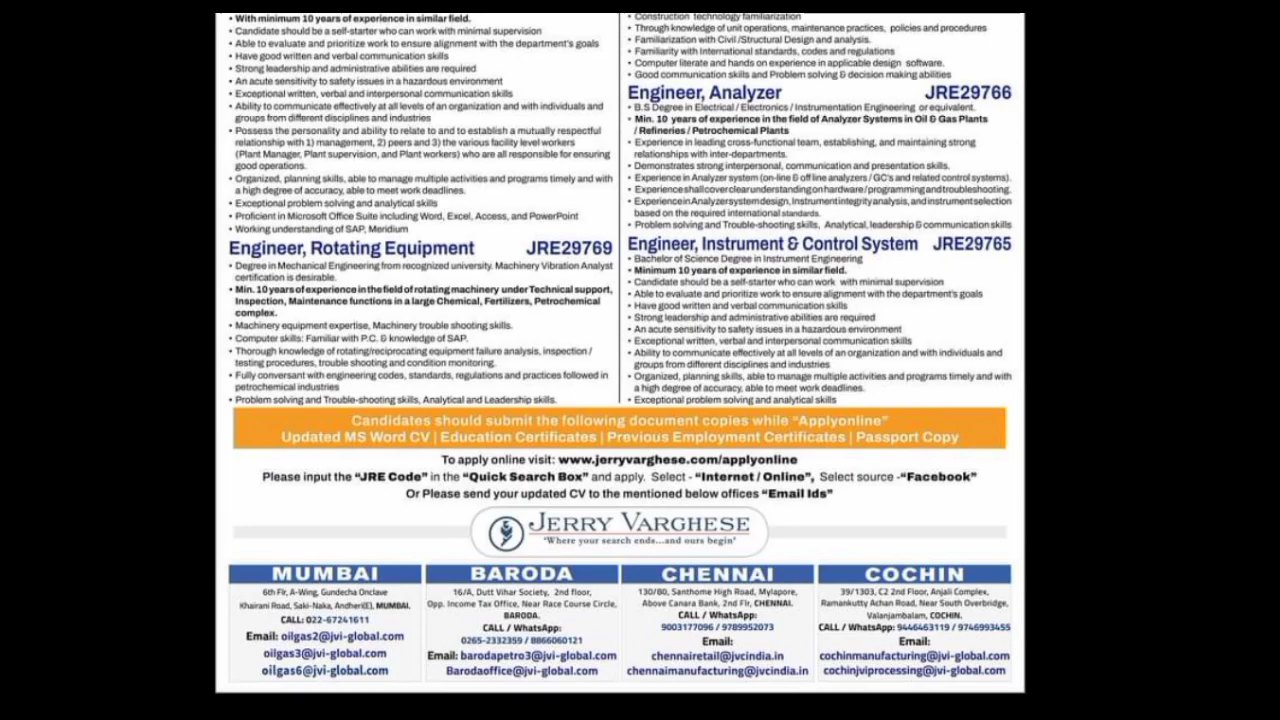 • With minimum 10 years of experience in similar field.
• Candidate should be a self-starter who can work with minimal supervision
• Able to evaluate and prioritize work to ensure alignment with the department's goals
• Have good written and verbal communication skills
• Strong leadership and administrative abilities are required
• An acute sensitivity to safety issues in a hazardous environment
• Exceptional written, verbal and interpersonal communication skills
• Ability to communicate effectively at all levels of an organization and with individuals and
groups from different disciplines and industries
• Possess the personality and ability to relate to and to establish a mutually respectful
relationship with 1) management, 2) peers and 3) the various facility level workers
(Plant Manager, Plant supervision, and Plant workers) who are all responsible for ensuring
good operations.
• Organized, planning skills, able to manage multiple activities and programs timely and with
a high degree of accuracy, able to meet work deadlines.
• Exceptional problem solving and analytical skills
• Proficient in Microsoft Office Suite including Word, Excel, Access, and PowerPoint
• Working understanding of SAP, Meridium
Engineer, Rotating Equipment JRE29769
• Degree in Mechanical Engineering from recognized university. Machinery Vibration Analyst
certification is desirable.
• Min. 10 years of experience in the field of rotating machinery under Technical support,
Inspection, Maintenance functions in a large Chemical, Fertilizers, Petrochemical
complex.
• Machinery equipment expertise, Machinery trouble shooting skills.
• Computer skills: Familiar with P.C. & knowledge of SAP.
• Thorough knowledge of rotating/reciprocating equipment failure analysis, inspection /
testing procedures, trouble shooting and condition monitoring.
• Fully conversant with engineering codes, standards, regulations and practices followed in
petrochemical industries
• Problem solving and Trouble-shooting skills, Analytical and Leadership skills.
• Construction technology familiarization
• Through knowledge of unit operations, maintenance practices, policies and procedures
• Familiarization with Civil /Structural Design and analysis.
• Familiarity with International standards, codes and regulations
• Computer literate and hands on experience in applicable design software.
• Good communication skills and Problem solving & decision making abilities
Engineer, Analyzer JRE29766
• B.S Degree in Electrical / Electronics / Instrumentation Engineering or equivalent.
• Min. 10 years of experience in the field of Analyzer Systems in Oil & Gas Plants
/ Refineries / Petrochemical Plants
• Experience in leading cross-functional team, establishing, and maintaining strong
relationships with inter-departments.
• Demonstrates strong interpersonal, communication and presentation skills.
• Experience in Analyzer system (on-line & off line analyzers / GC's and related control systems).
• Experience shall cover clear understanding on hardware / programming and troubleshooting.
• Experience in Analyzer system design, Instrument integrity analysis, and instrument selection
based on the required international standards.
• Problem solving and Trouble-shooting skills, Analytical, leadership & communication skills
Engineer, Instrument & Control System JRE29765
• Bachelor of Science Degree in Instrument Engineering
• Minimum 10 years of experience in similar field.
• Candidate should be a self-starter who can work with minimal supervision
• Able to evaluate and prioritize work to ensure alignment with the department's goals
• Have good written and verbal communication skills
• Strong leadership and administrative abilities are required
• An acute sensitivity to safety issues in a hazardous environment
• Exceptional written, verbal and interpersonal communication skills
• Ability to communicate effectively at all levels of an organization and with individuals and
groups from different disciplines and industries
• Organized, planning skills, able to manage multiple activities and programs timely and with
a high degree of accuracy, able to meet work deadlines.
• Exceptional problem solving and analytical skills
Candidates should submit the following document copies while "Applyonline"
Updated MS Word CV | Education Certificates | Previous Employment Certificates | Passport Copy
To apply online visit: www.jerryvarghese.com/applyonline
Please input the "JRE Code" in the "Quick Search Box" and apply. Select - "Internet / Online", Select source -"Facebook"
Or Please send your updated CV to the mentioned below offices "Email Ids"
JERRY VARGHESE
'Where your search ends...and ours begin'
MUMBAI
6th Flr, A-Wing, Gundecha Onclave
Khairani Road, Saki-Naka, Andheri(E), MUMBAI.
CALL: 022-67241611
Email: oilgas2@jvi-global.com
oilgas3@jvi-global.com
oilgas6@jvi-global.com
BARODA
16/A, Dutt Vihar Society, 2nd floor,
Opp. Income Tax Office, Near Race Course Circle,
BARODA.
CALL / WhatsApp:
0265-2332359 / 8866060121
Email: barodapetro3@jvi-global.com
Barodaoffice@jvi-global.com
CHENNAI
130/80, Santhome High Road, Mylapore,
Above Canara Bank, 2nd Flr, CHENNAI.
CALL / WhatsApp:
9003177096 / 9789952073
Email:
chennairetail@jvcindia.in
chennaimanufacturing@jvcindia.in
COCHIN
39/1303, C2 2nd Floor, Anjali Complex,
Ramankutty Achan Road, Near South Overbridge,
Valanjambalam, COCHIN.
CALL / WhatsApp: 9446463119 / 9746993455
Email:
cochinmanufacturing@jvi-global.com
cochinjviprocessing@jvi-global.com